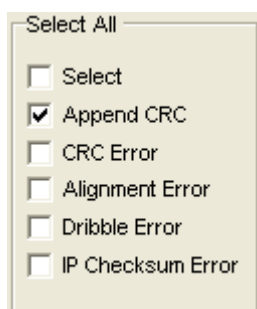 Select All
Select
Append CRC
CRC Error
Alignment Error
Dribble Error
IP Checksum Error